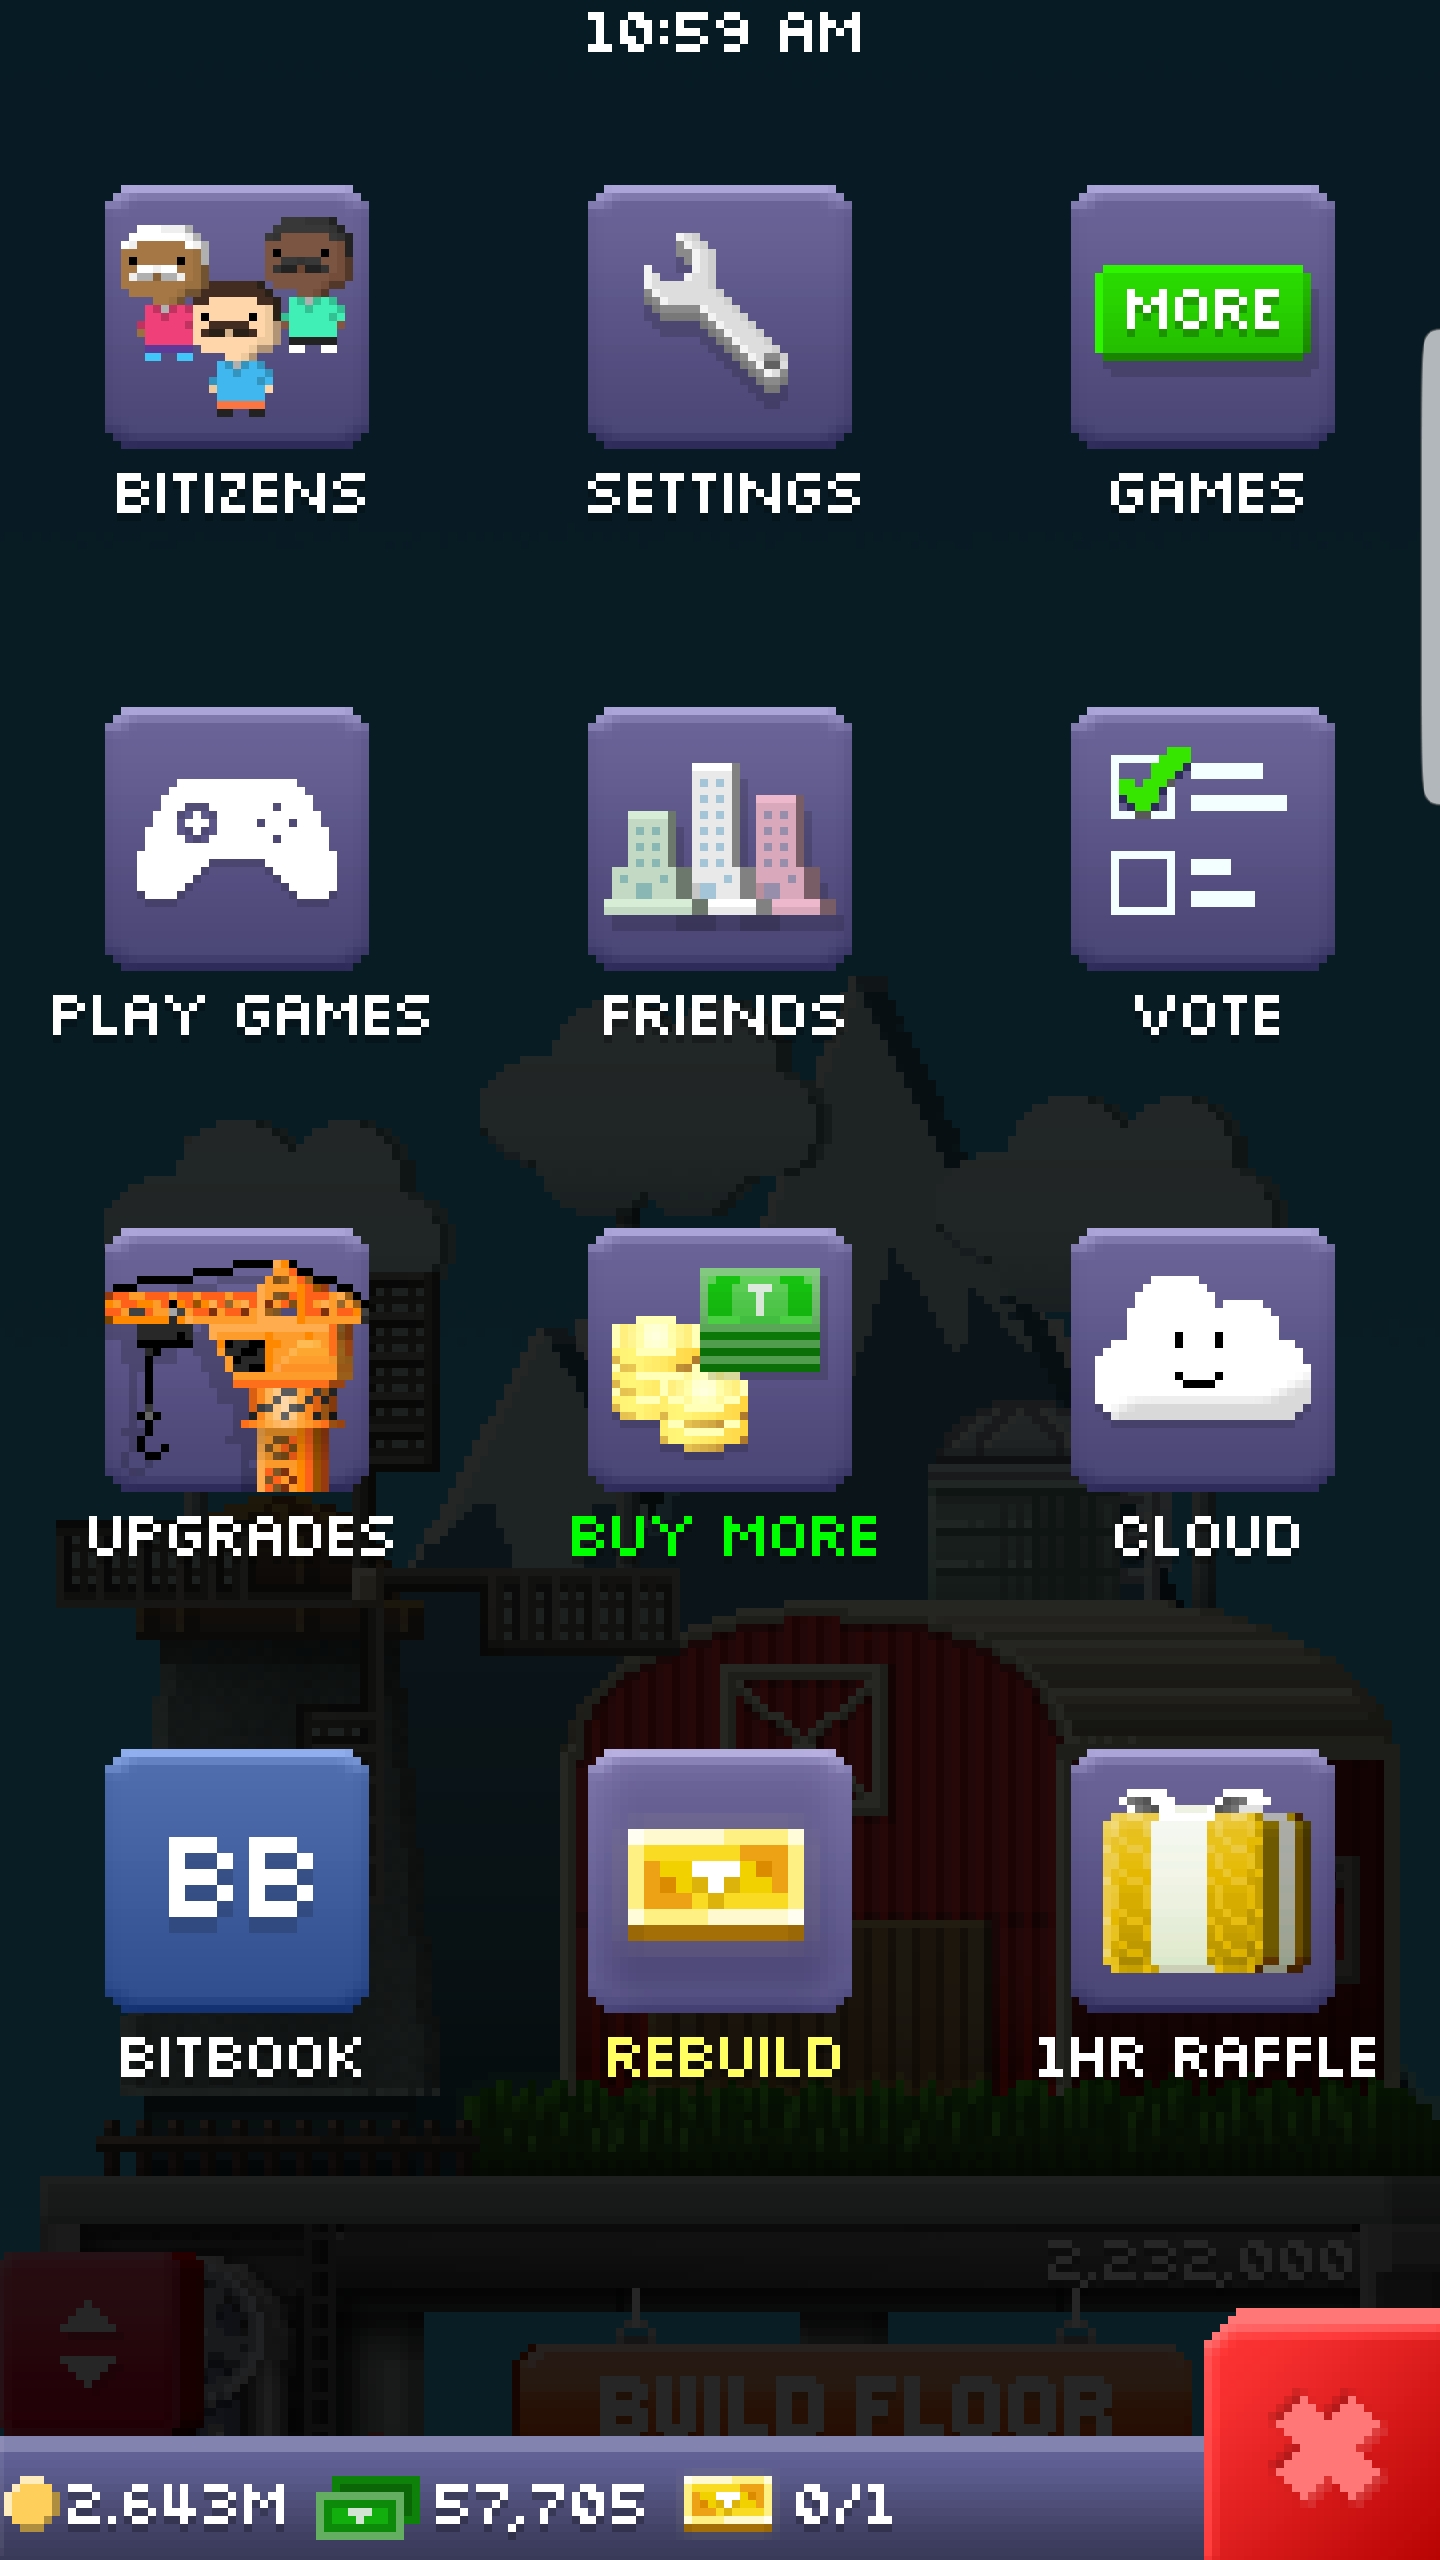 10:59 AM
MORE
BITIZENS SETTINGS GAMES
PLAY GAMES FRIENDS VOTE
T
UPGRADES BUY MORE CLOUD
BB
BITBOOK REBUILD 1HR RAFFLE
2,232,000
BUILD FLOOR
2.643M 57,705 0/1